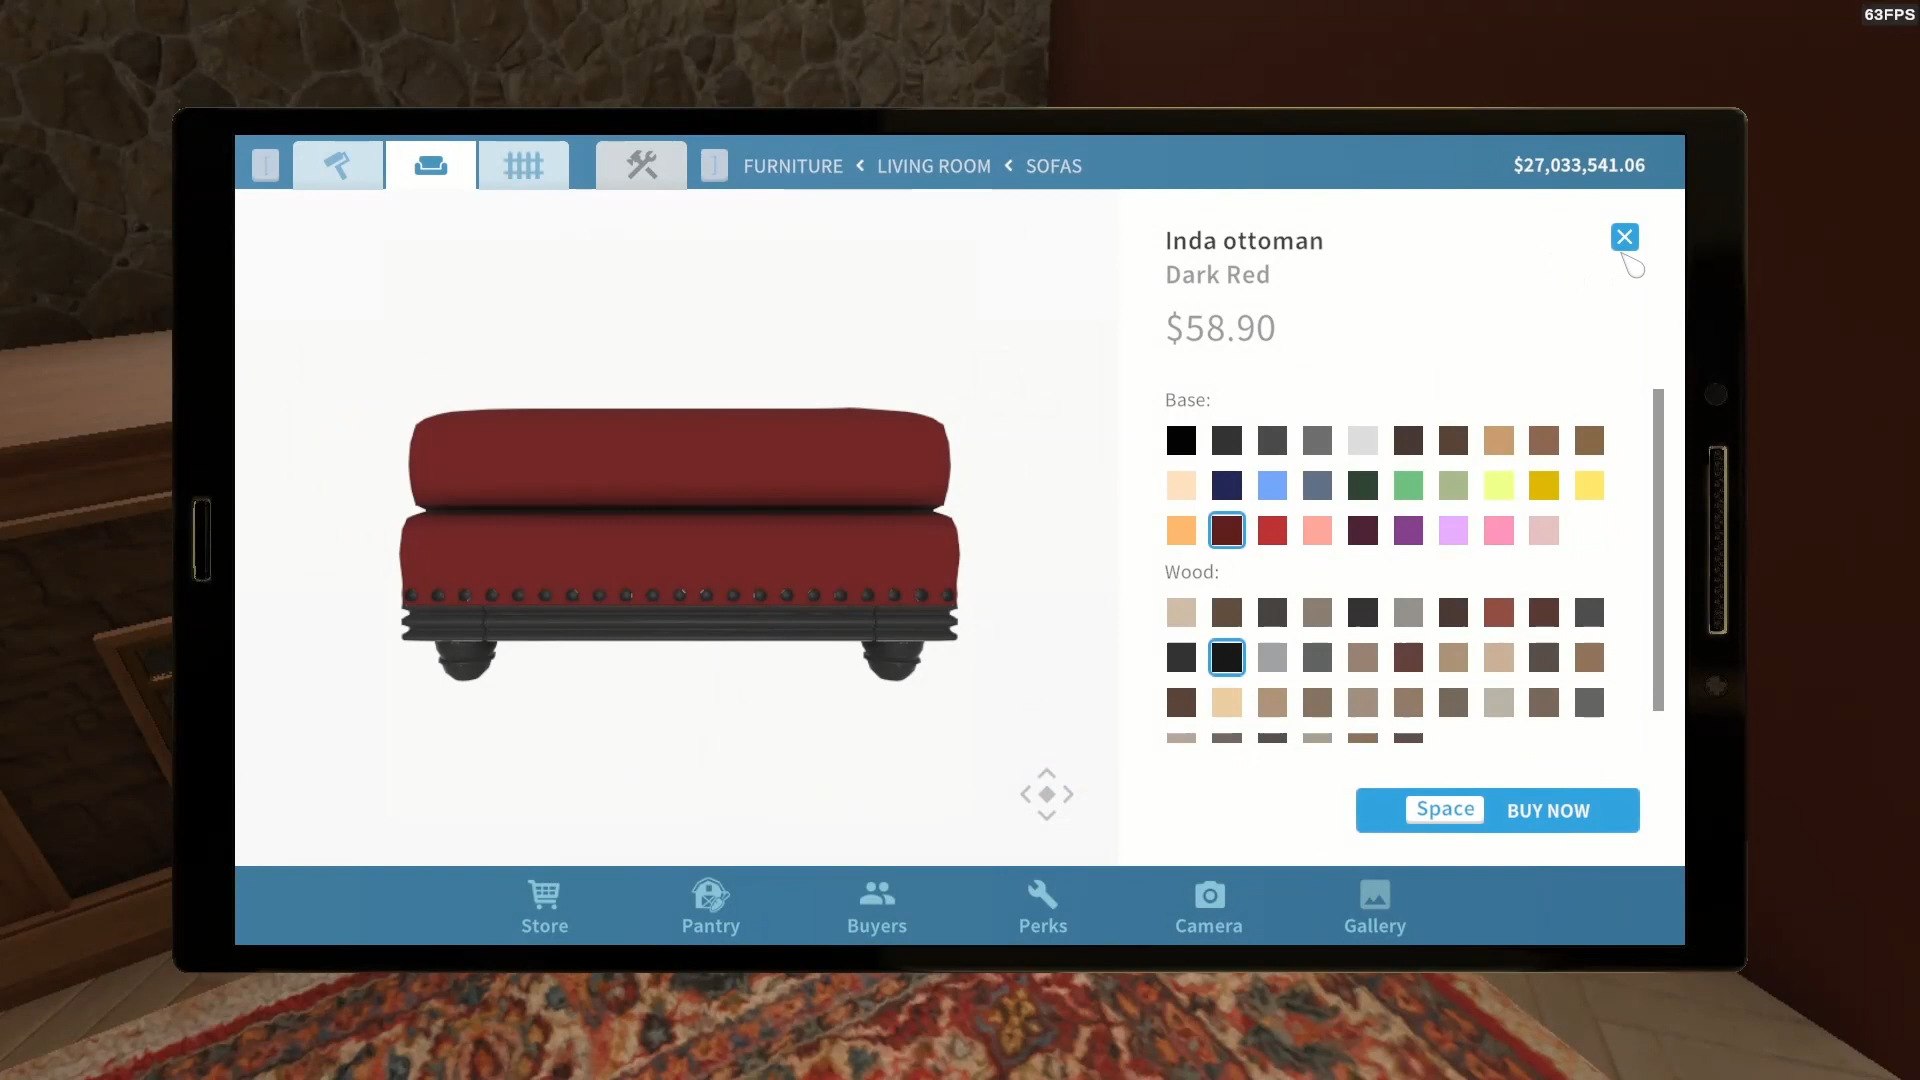 63FPS
[
]
FURNITURE < LIVING ROOM < SOFAS
$27,033,541.06
Inda ottoman
Dark Red
$58.90
Base:
Wood:
Space BUY NOW
Store
Pantry
Buyers
Perks
Camera
Gallery